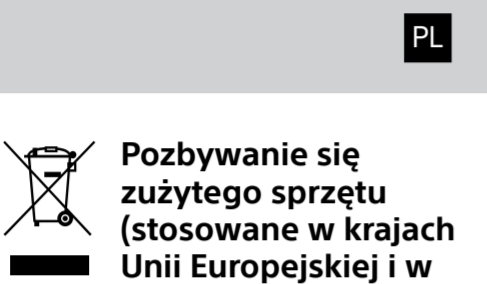 PL
Pozbywanie się
zużytego sprzętu
(stosowane w krajach
Unii Europejskiej i w